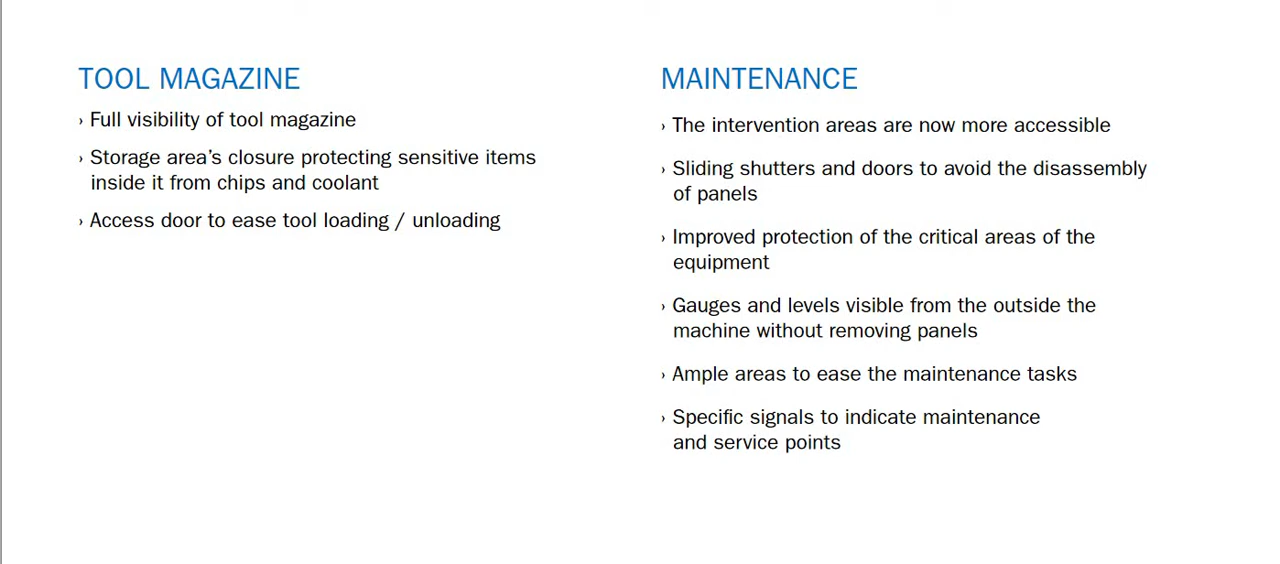 TOOL MAGAZINE
› Full visibility of tool magazine
› Storage area’s closure protecting sensitive items
inside it from chips and coolant
› Access door to ease tool loading / unloading
MAINTENANCE
› The intervention areas are now more accessible
› Sliding shutters and doors to avoid the disassembly
of panels
› Improved protection of the critical areas of the
equipment
› Gauges and levels visible from the outside the
machine without removing panels
› Ample areas to ease the maintenance tasks
› Specific signals to indicate maintenance
and service points